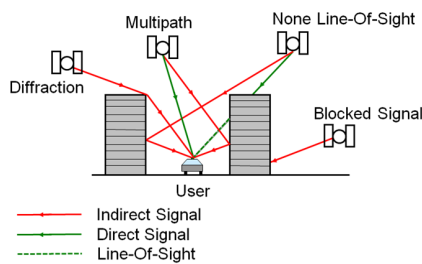 Multipath
None Line-Of-Sight
Diffraction
Blocked Signal
User
Indirect Signal
Direct Signal
Line-Of-Sight